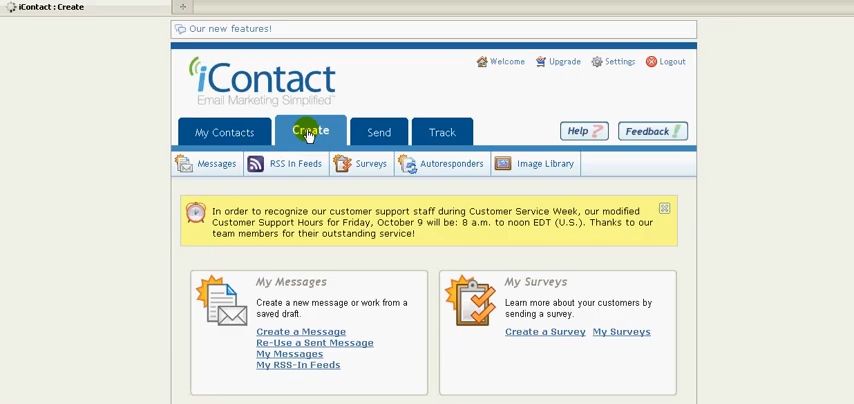 iContact : Create
Our new features!
iContact
Email Marketing Simplified
Welcome Upgrade Settings Logout
My Contacts Create Send Track Help ? Feedback !
Messages RSS In Feeds Surveys Autoresponders Image Library
In order to recognize our customer support staff during Customer Service Week, our modified
Customer Support Hours for Friday, October 9 will be: 8 a.m. to noon EDT (U.S.). Thanks to our
team members for their outstanding service!
My Messages
Create a new message or work from a
saved draft.
Create a Message
Re-Use a Sent Message
My Messages
My RSS-In Feeds
My Surveys
Learn more about your customers by
sending a survey.
Create a Survey My Surveys